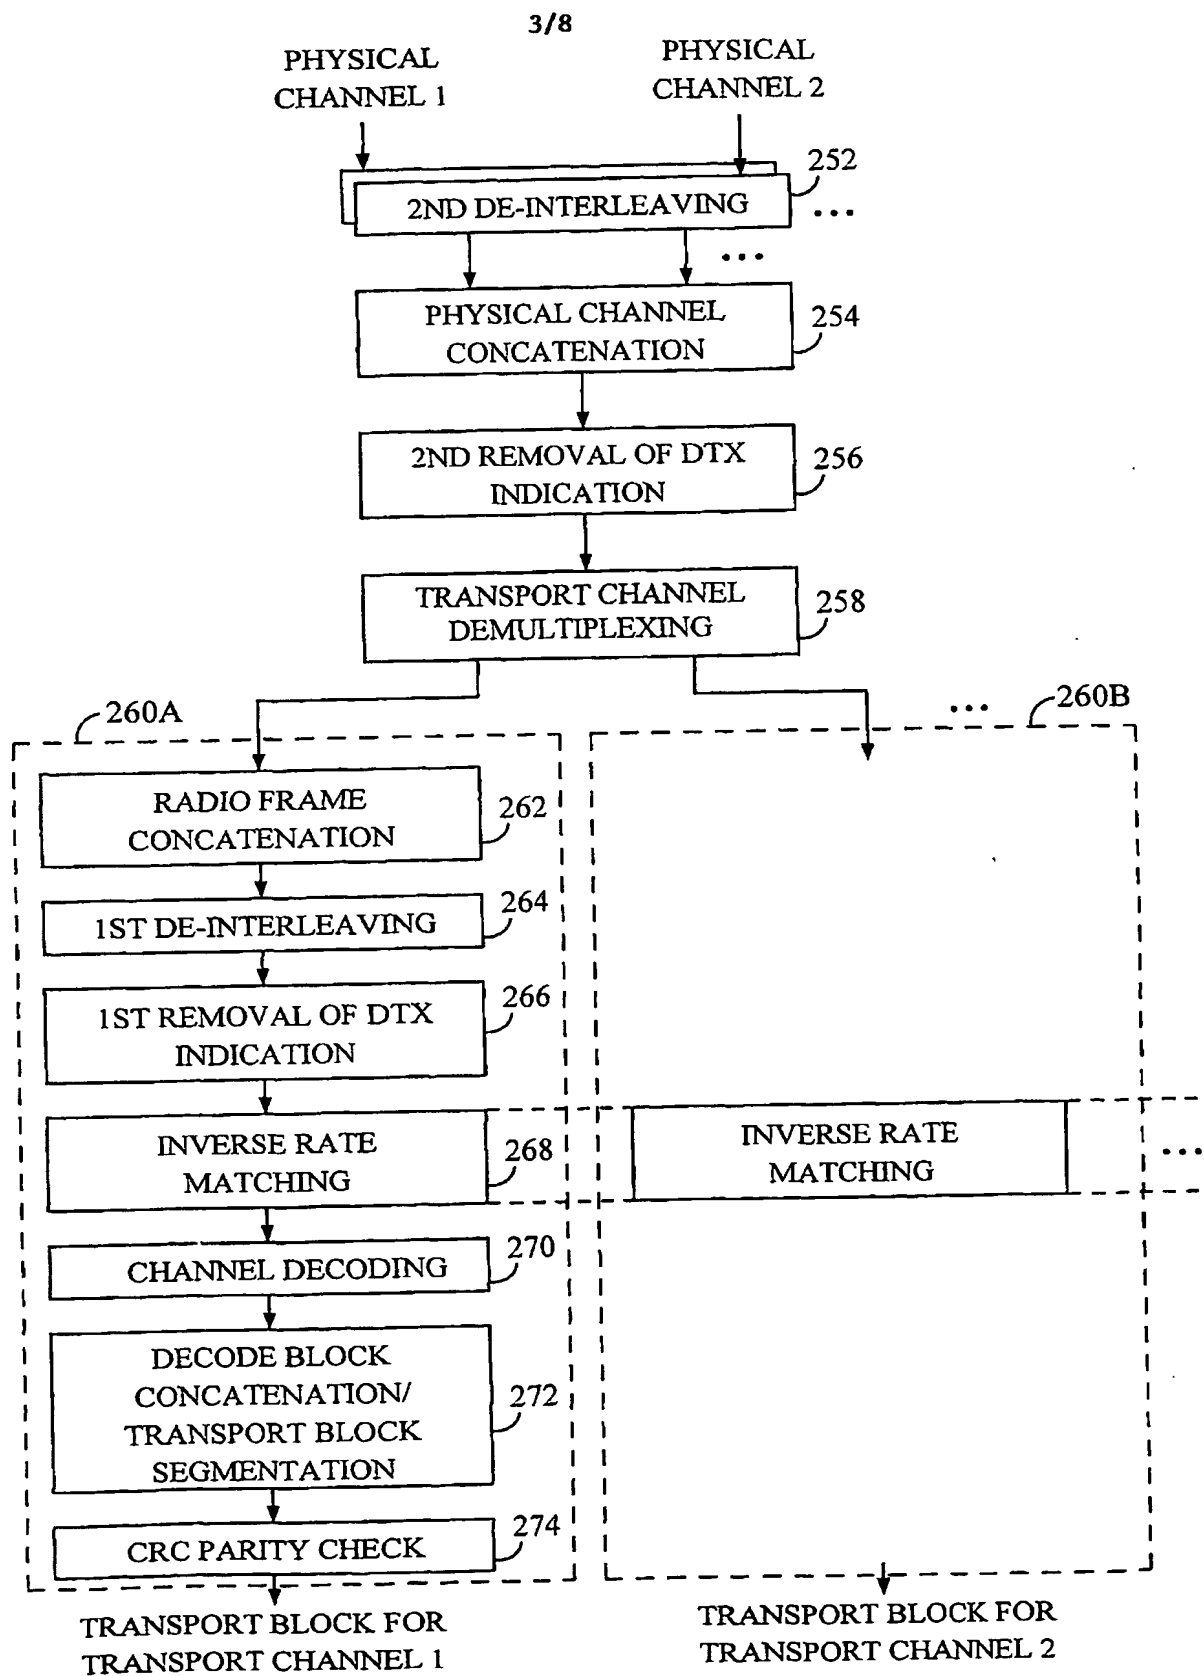 3/8
PHYSICAL
CHANNEL 1
PHYSICAL
CHANNEL 2
252
2ND DE-INTERLEAVING
...
...
PHYSICAL CHANNEL
CONCATENATION
254
2ND REMOVAL OF DTX
INDICATION
256
TRANSPORT CHANNEL
DEMULTIPLEXING
258
260A
...
260B
RADIO FRAME
CONCATENATION
262
1ST DE-INTERLEAVING
264
1ST REMOVAL OF DTX
INDICATION
266
INVERSE RATE
MATCHING
268
INVERSE RATE
MATCHING
...
CHANNEL DECODING
270
DECODE BLOCK
CONCATENATION/
TRANSPORT BLOCK
SEGMENTATION
272
CRC PARITY CHECK
274
TRANSPORT BLOCK FOR
TRANSPORT CHANNEL 1
TRANSPORT BLOCK FOR
TRANSPORT CHANNEL 2